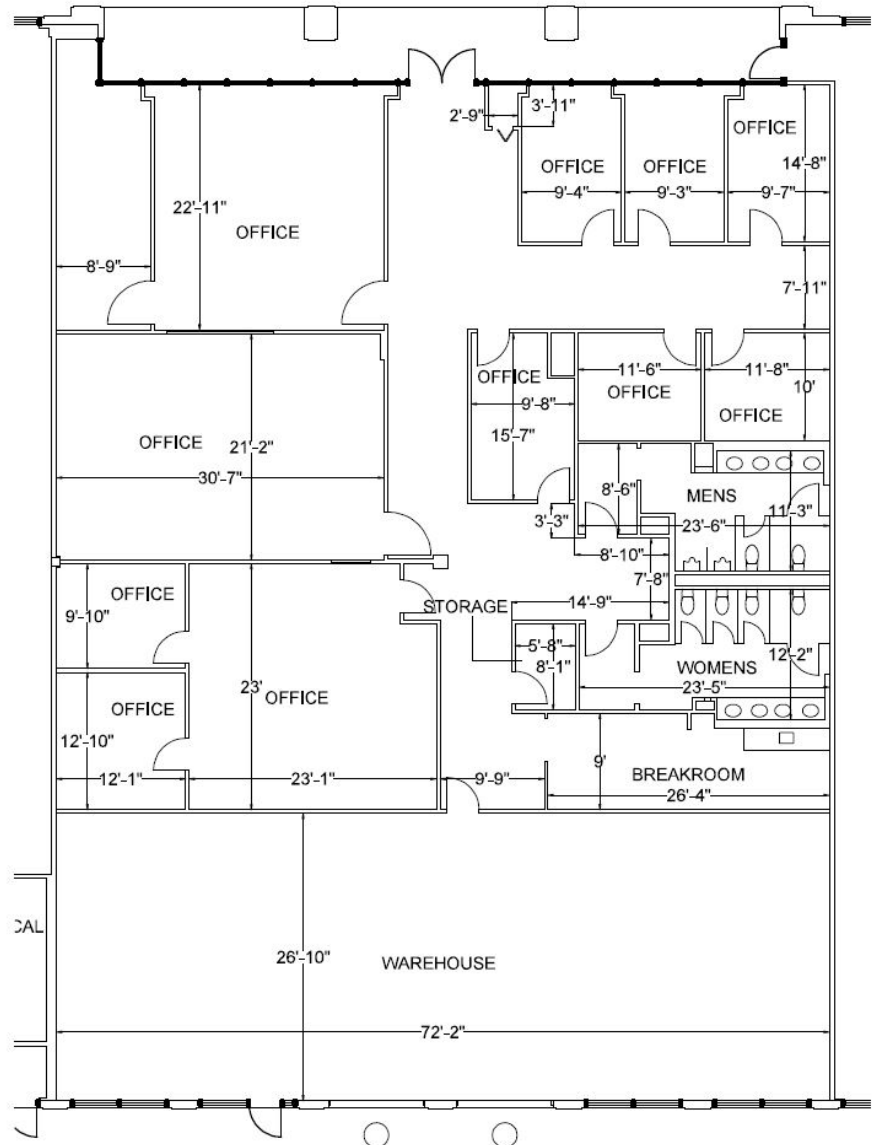 3'-11"
2'-9"
OFFICE
14'-8"
OFFICE
OFFICE
9'-4"
9'-3"
9'-7"
22'-11"
OFFICE
8'-9"
7'-11"
OFFICE
11'-6"
11'-8"
10'
9'-8"
OFFICE
OFFICE
15'-7"
OFFICE
21'-2"
30'-7"
8'-6"
MENS
11'-3"
3'-3"
23'-6"
8'-10"
7'-8"
OFFICE
9'-10"
STORAGE
14'-9"
5'-8"
8'-1"
12'-2"
WOMENS
23'-5"
23'
OFFICE
OFFICE
12'-10"
12'-1"
23'-1"
9'-9"
9'
BREAKROOM
26'-4"
CAL
26'-10"
WAREHOUSE
72'-2"